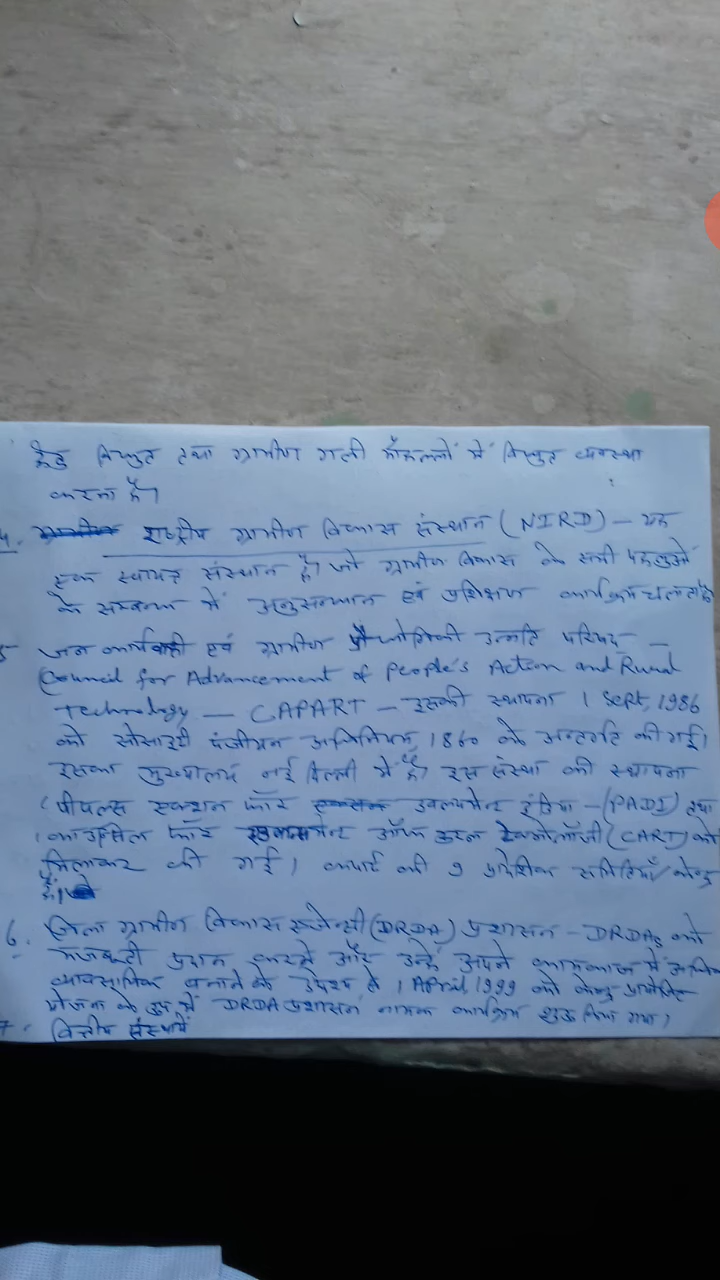 हेतु विद्युत तथा ग्रामीण गली मोहल्लों में विद्युत व्यवस्था
करना है।
4. राष्ट्रीय ग्रामीण विकास संस्थान (NIRD) – यह
एक स्वायत्त संस्थान है। जो ग्रामीण विकास के सभी पहलुओं
के सम्बन्ध में अनुसन्धान एवं प्रशिक्षण कार्यक्रम चलाता है
5 जन कार्यवाही एवं ग्रामीण प्रौद्योगिकी उन्नति परिषद –
Council for Advancement of People's Action and Rural
Technology – CAPART – इसकी स्थापना 1 Sept, 1986
को सोसाइटी पंजीयन अधिनियम 1860 के अन्तर्गत की गई।
इसका मुख्यालय नई दिल्ली में है। इस संस्था की स्थापना
पीपल्स एक्शन फॉर डवलपमेन्ट इंडिया – (PADI) तथा
काउन्सिल फॉर ऑफ रूरल टेक्नोलॉजी (CART) को
मिलाकर की गई। कपार्ट की 9 प्रादेशिक समितियाँ/केन्द्र
हैं।
6. जिला ग्रामीण विकास एजेन्सी (DRDA) प्रशासन – DRDAs को
मजबूती प्रदान करने और उन्हें अपने कामकाज में अधिक
व्यावसायिक बनाने के उद्देश्य से 1 April, 1999 को केन्द्र प्रायोजित
योजना के रूप में DRDA प्रशासन नामक कार्यक्रम शुरू किया गया।
7. वित्तीय संस्थायें